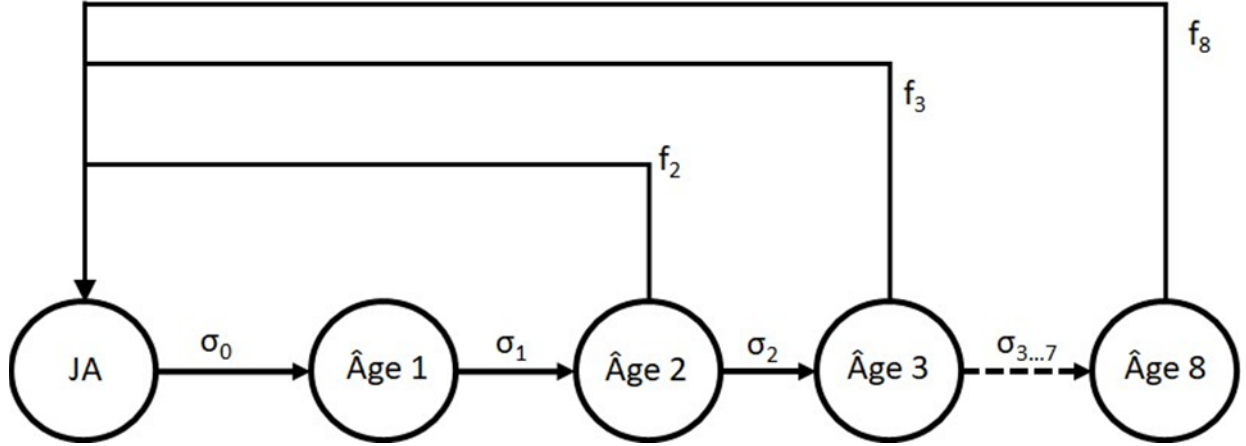 f₈
f₃
f₂
JA
σ₀
Âge 1
σ₁
Âge 2
σ₂
Âge 3
σ₃...₇
Âge 8